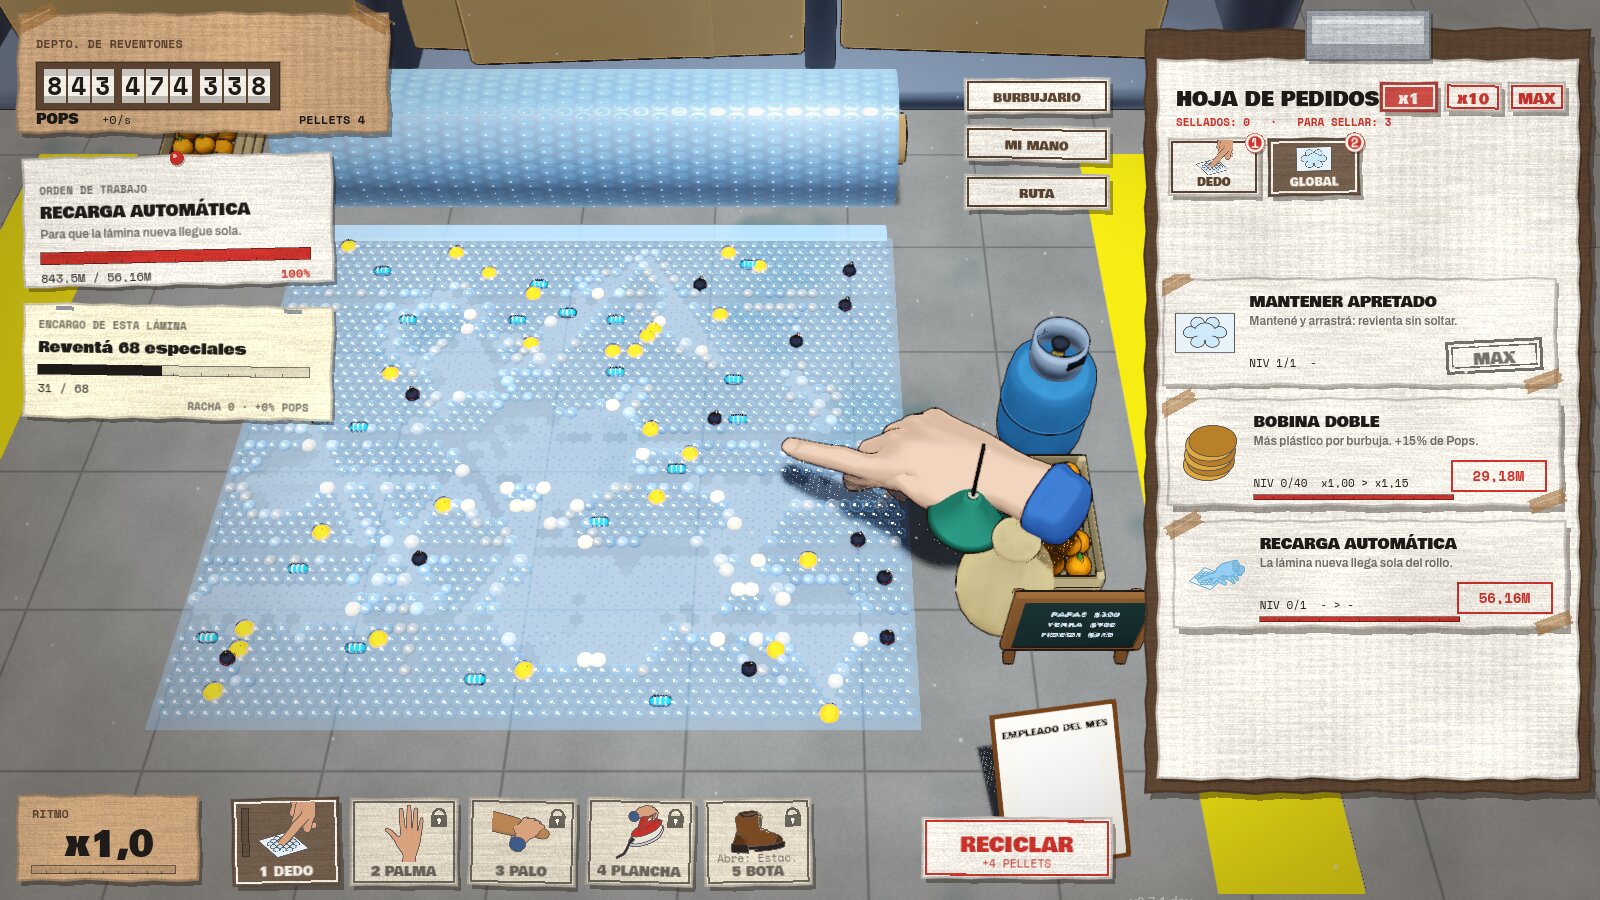 DEPTO. DE REVENTONES
843 474 338
POPS +0/s PELLETS 4
ORDEN DE TRABAJO
RECARGA AUTOMÁTICA
Para que la lámina nueva llegue sola.
843.5M / 56.16M 100%
ENCARGO DE ESTA LÁMINA
Reventá 68 especiales
31 / 68
RACHA 0 - +0% POPS
BURBUJARIO
MI MANO
RUTA
HOJA DE PEDIDOS x1 x10 MAX
SELLADOS: 0 · PARA SELLAR: 3
DEDO 1
GLOBAL 2
MANTENER APRETADO
Mantené y arrastrá: revienta sin soltar.
NIV 1/1 -
MAX
BOBINA DOBLE
Más plástico por burbuja. +15% de Pops.
NIV 0/40 x1.00 > x1.15
29,18M
RECARGA AUTOMÁTICA
La lámina nueva llega sola del rollo.
NIV 0/1 - > -
56,16M
EMPLEADO DEL MES
RITMO
x1,0
1 DEDO
2 PALMA
3 PALO
4 PLANCHA
Abre: Estac.
5 BOTA
RECICLAR
+4 PELLETS